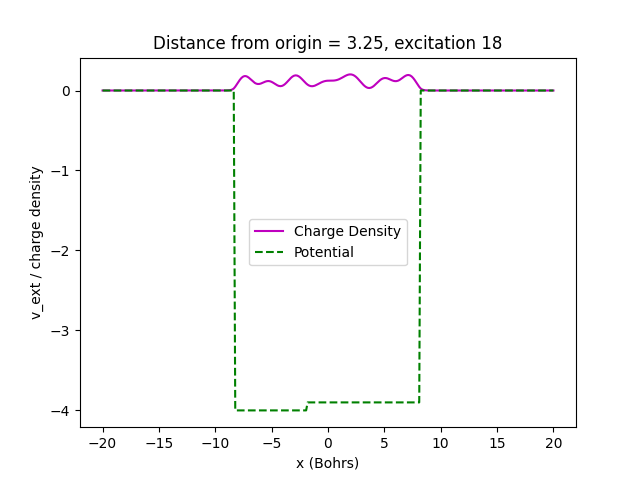 Distance from origin = 3.25, excitation 18
0
−1
−2
−3
−4
v_ext / charge density
Charge Density
Potential
−20
−15
−10
−5
0
5
10
15
20
x (Bohrs)